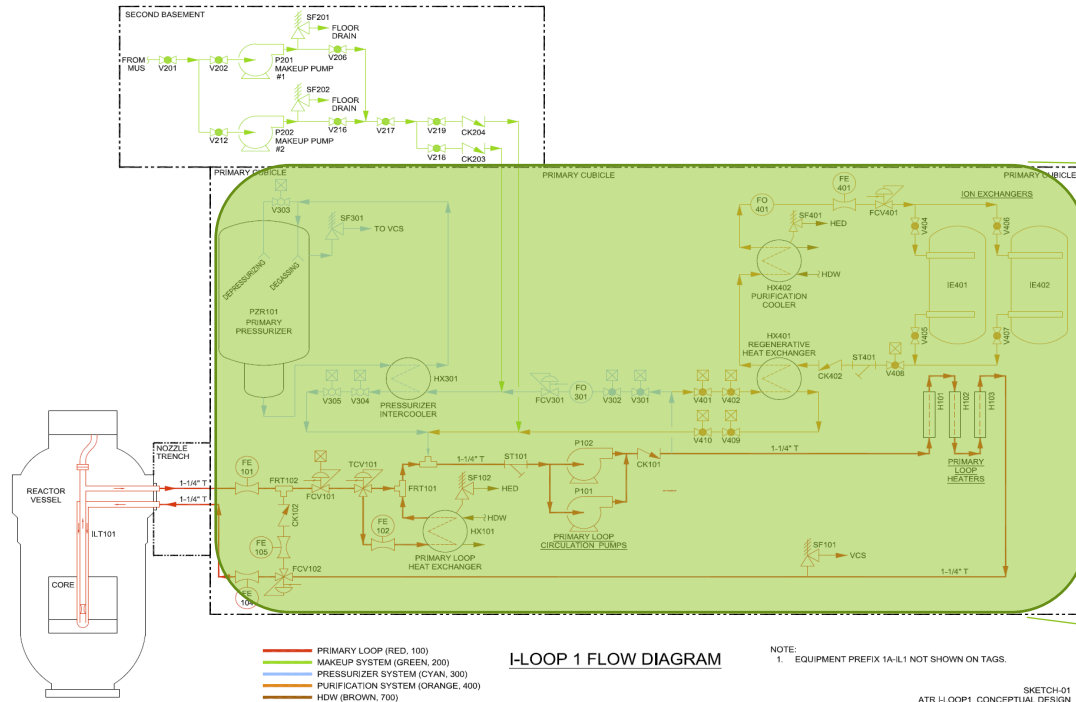 SECOND BASEMENT
SF201
FLOOR
DRAIN
FROM
MUS
V201
V202
P201
MAKEUP PUMP
#1
V206
SF202
FLOOR
DRAIN
V212
P202
MAKEUP PUMP
#2
V216
V217
V219
CK204
V216
CK203
PRIMARY CUBICLE
PRIMARY CUBICLE
PRIMARY CUBICLE
V303
SF301
TO VCS
DEPRESSURIZING
DEGASSING
PZR101
PRIMARY
PRESSURIZER
FO
401
FE
401
FCV401
ION EXCHANGERS
SF401
HED
V404
V406
HDW
HX402
PURIFICATION
COOLER
IE401
IE402
HX401
REGENERATIVE
HEAT EXCHANGER
V405
V407
ST401
CK402
V408
HX301
V305
V304
PRESSURIZER
INTERCOOLER
FCV301
FO
301
V302
V301
V401
V402
V410
V409
H101
H102
H103
PRIMARY
LOOP
HEATERS
NOZZLE
TRENCH
1-1/4" T
1-1/4" T
FE
101
FRT102
FCV101
TCV101
FRT101
1-1/4" T
ST101
P102
CK101
1-1/4" T
SF102
HED
P101
HDW
HX101
CK102
FE
105
FE
102
PRIMARY LOOP
HEAT EXCHANGER
PRIMARY LOOP
CIRCULATION PUMPS
SF101
VCS
FCV102
FE
104
1-1/4" T
REACTOR
VESSEL
ILT101
CORE
PRIMARY LOOP (RED, 100)
MAKEUP SYSTEM (GREEN, 200)
PRESSURIZER SYSTEM (CYAN, 300)
PURIFICATION SYSTEM (ORANGE, 400)
HDW (BROWN, 700)
I-LOOP 1 FLOW DIAGRAM
NOTE:
1. EQUIPMENT PREFIX 1A-IL1 NOT SHOWN ON TAGS.
SKETCH-01
ATR I-LOOP1 CONCEPTUAL DESIGN